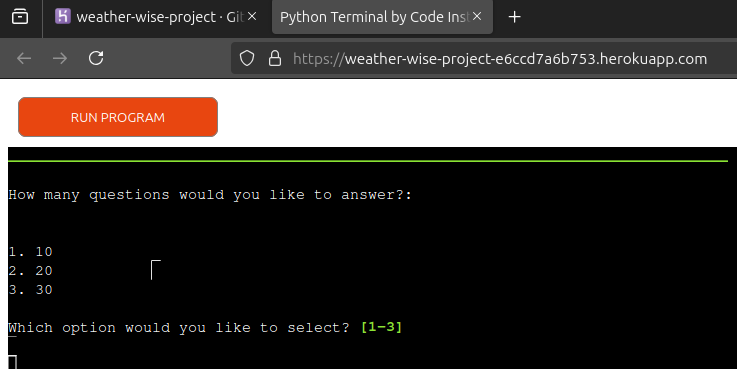 weather-wise-project · Git
Python Terminal by Code Inst
https://weather-wise-project-e6ccd7a6b753.herokuapp.com
RUN PROGRAM
How many questions would you like to answer?:
1. 10
2. 20
3. 30
Which option would you like to select? [1-3]